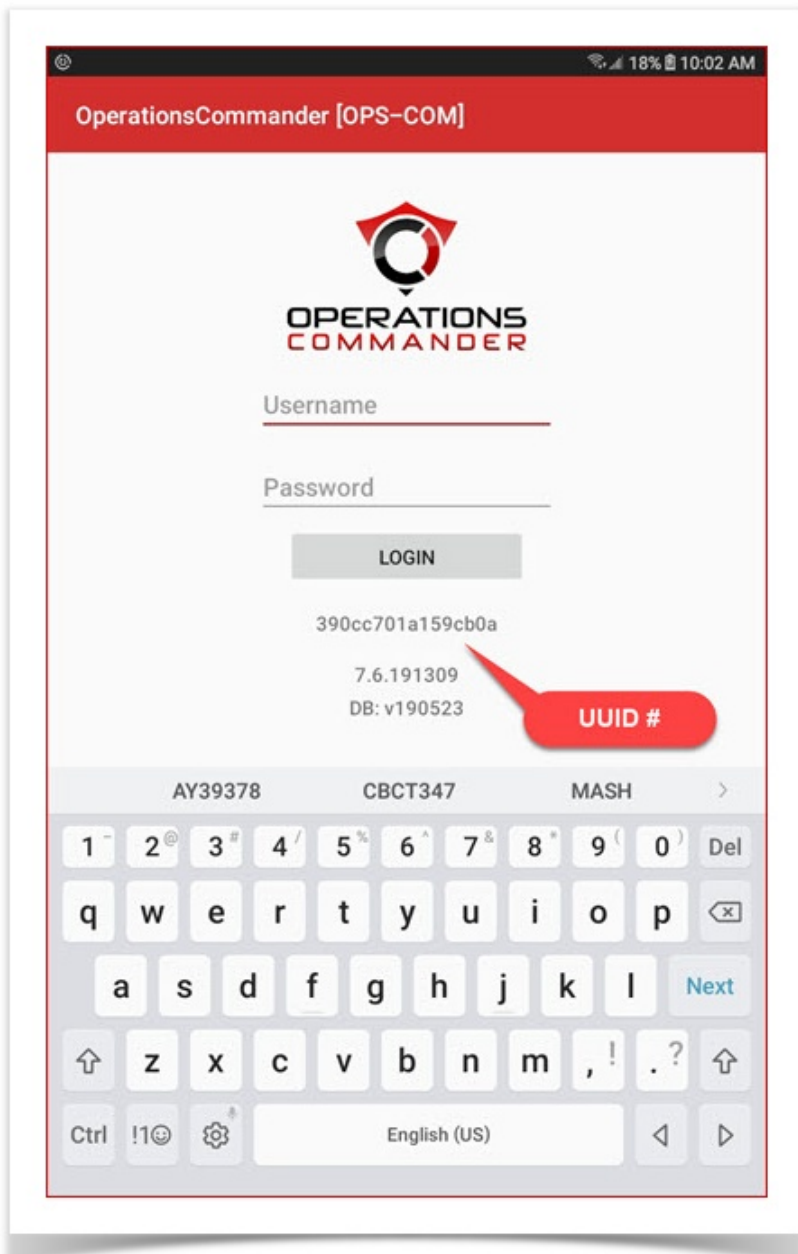 18% 10:02 AM
OperationsCommander [OPS-COM]
OPERATIONS
COMMANDER
Username
Password
LOGIN
390cc701a159cb0a
7.6.191309
DB: v190523
UUID #
AY39378 CBCT347 MASH >
1 - 2 @ 3 # 4 / 5 % 6 ^ 7 & 8 * 9 ( 0 ) Del
q w e r t y u i o p
a s d f g h j k l Next
z x c v b n m , ! . ?
Ctrl !1☺ English (US)